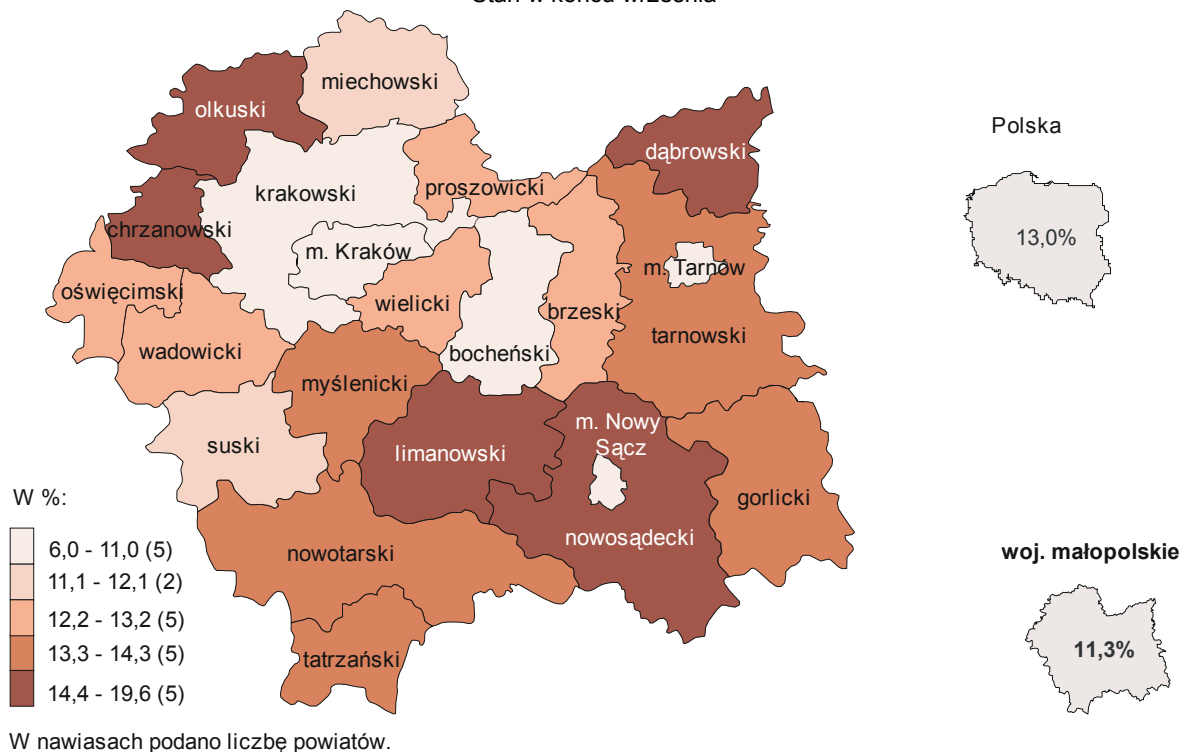 Stan w końcu września
miechowski
olkuski
Polska
dąbrowski
proszowicki
krakowski
chrzanowski
13,0%
m. Kraków
m. Tarnów
oświęcimski
wielicki
brzeski
tarnowski
wadowicki
bocheński
myślenicki
m. Nowy
Sącz
suski
limanowski
gorlicki
W %:
nowosądecki
6,0 - 11,0 (5)
nowotarski
woj. małopolskie
11,1 - 12,1 (2)
12,2 - 13,2 (5)
13,3 - 14,3 (5)
11,3%
tatrzański
14,4 - 19,6 (5)
W nawiasach podano liczbę powiatów.